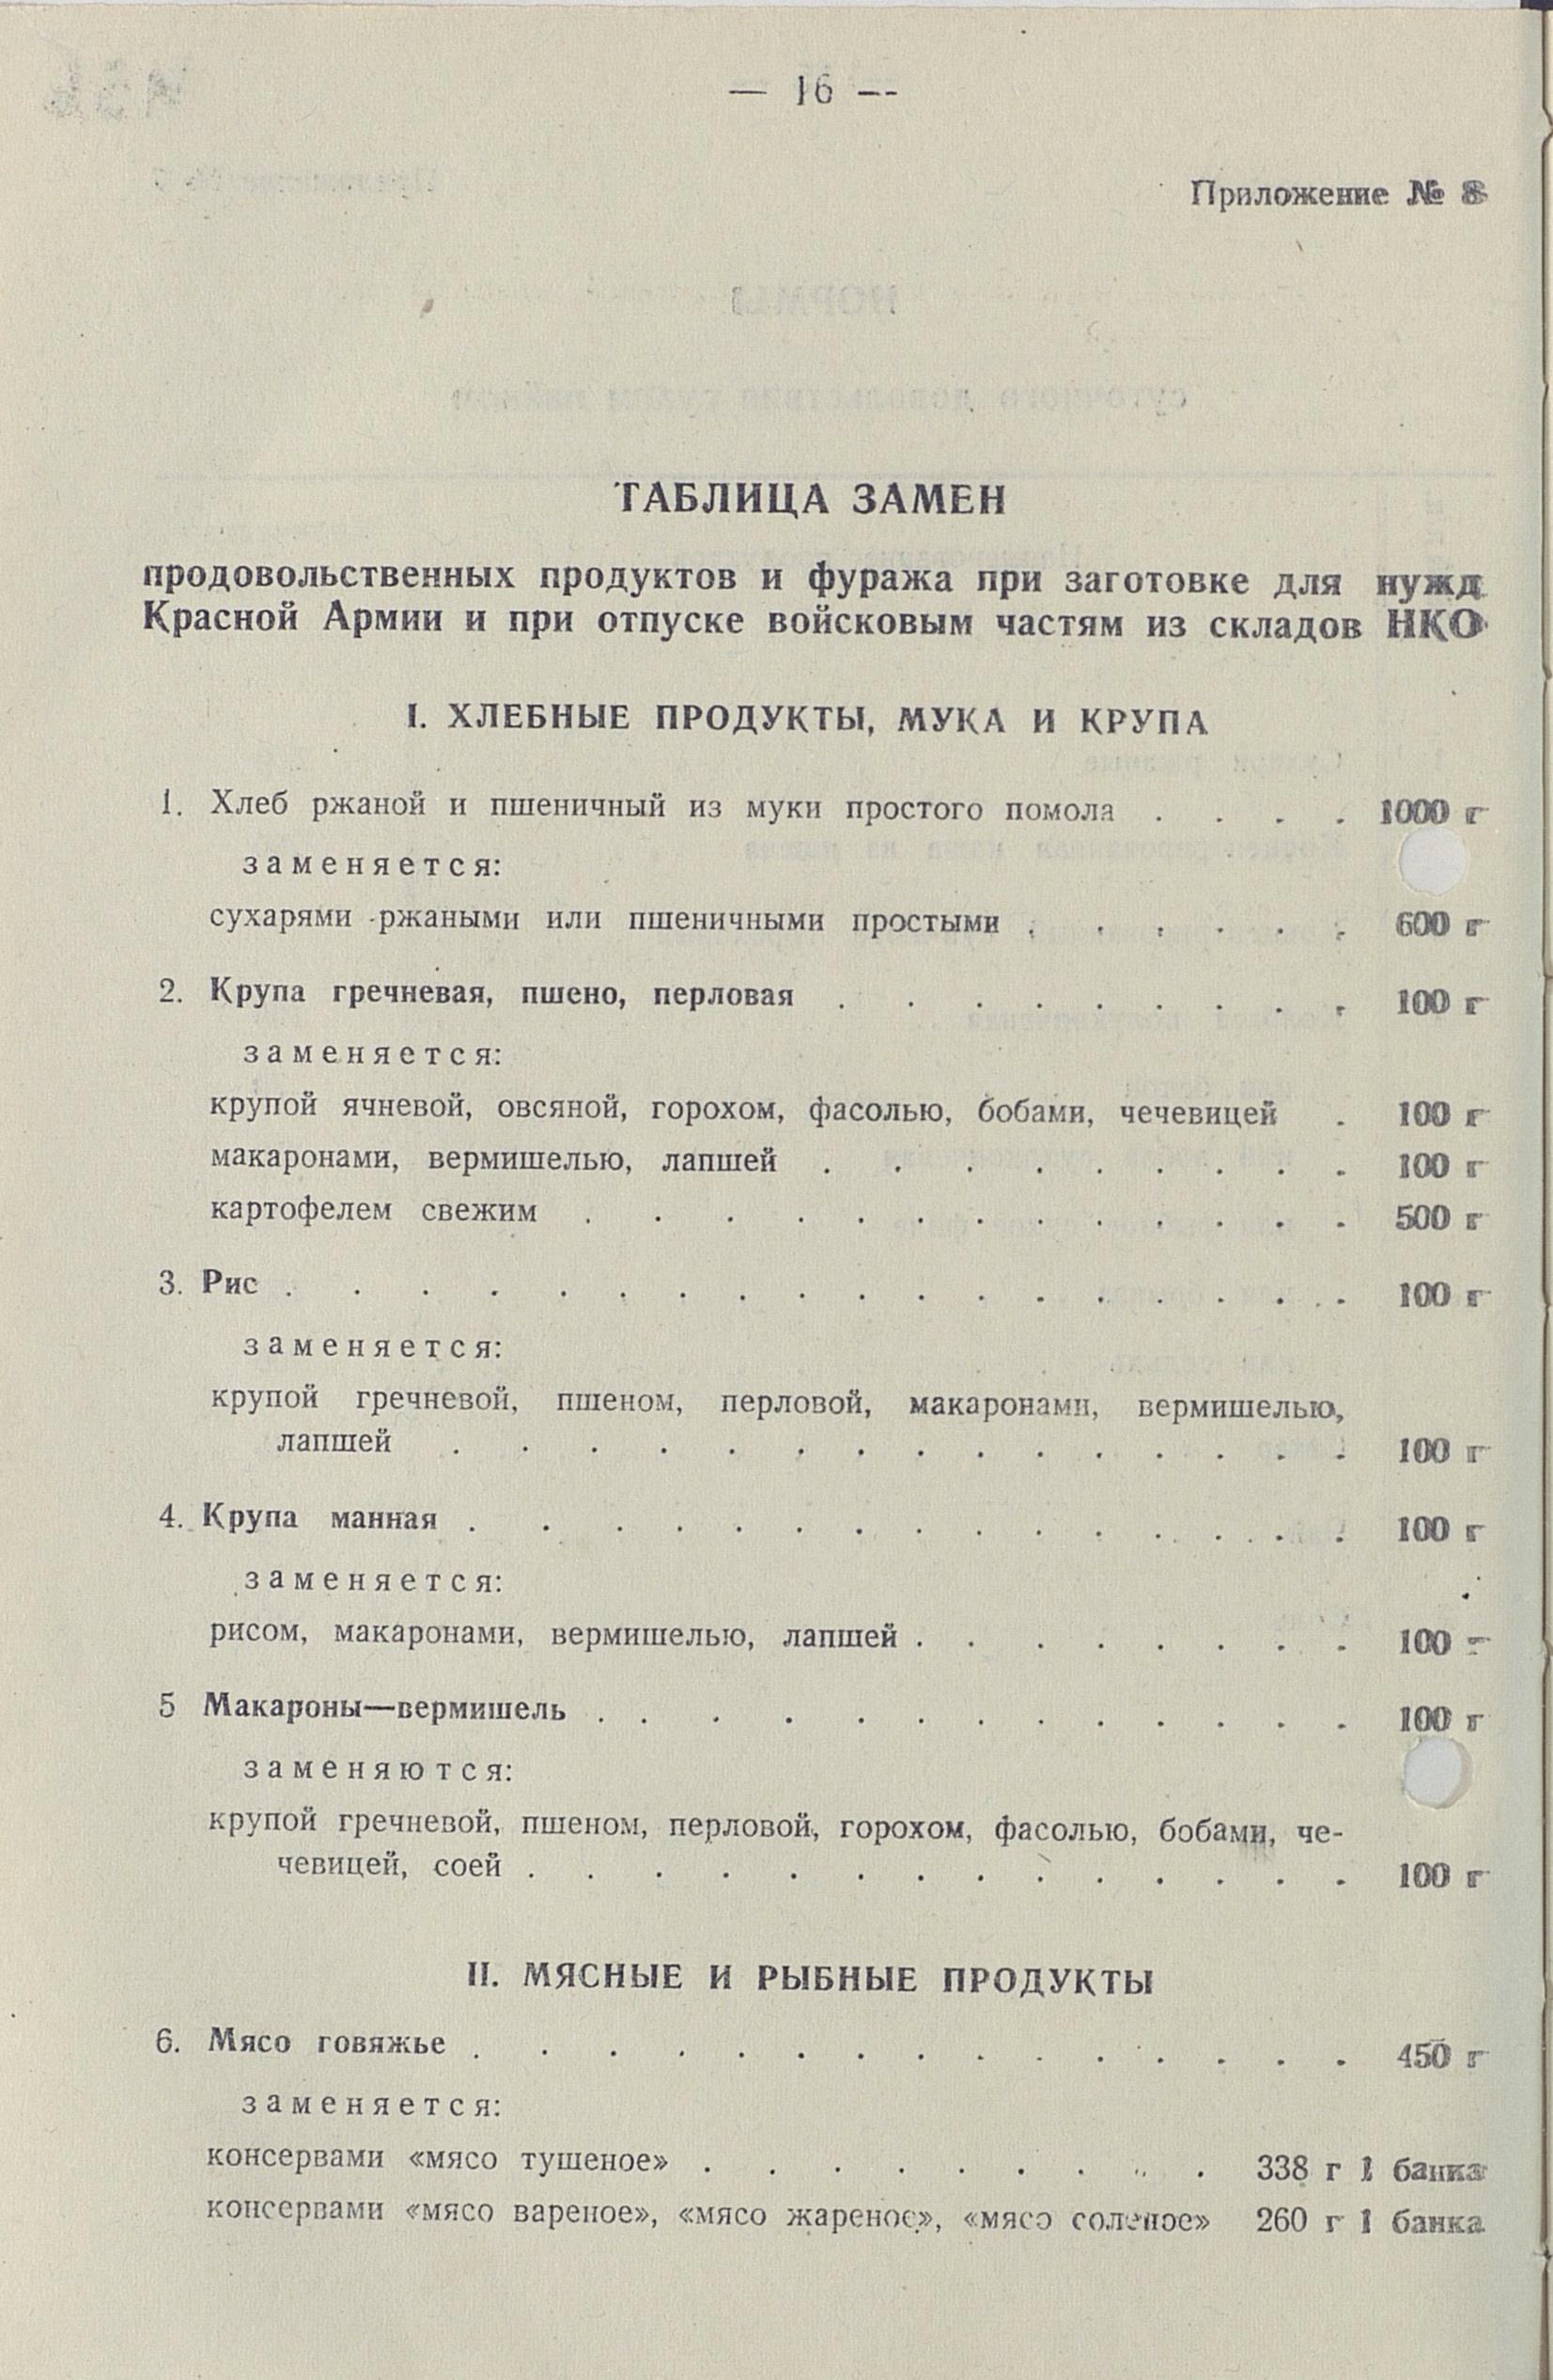 — 16 —
Приложение № 8
ТАБЛИЦА ЗАМЕН
продовольственных продуктов и фуража при заготовке для нужд
Красной Армии и при отпуске войсковым частям из складов НКО
I. ХЛЕБНЫЕ ПРОДУКТЫ, МУКА И КРУПА
1. Хлеб ржаной и пшеничный из муки простого помола . . . . 1000 г
заменяется:
сухарями ржаными или пшеничными простыми . . . . . . 600 г
2. Крупа гречневая, пшено, перловая . . . . . . . . . 100 г
заменяется:
крупой ячневой, овсяной, горохом, фасолью, бобами, чечевицей . 100 г
макаронами, вермишелью, лапшей . . . . . . . . . 100 г
картофелем свежим . . . . . . . . . . . . . 500 г
3. Рис . . . . . . . . . . . . . . . . . . 100 г
заменяется:
крупой гречневой, пшеном, перловой, макаронами, вермишелью,
лапшей . . . . . . . . . . . . . . . 100 г
4. Крупа манная . . . . . . . . . . . . . . . 100 г
заменяется:
рисом, макаронами, вермишелью, лапшей . . . . . . . . 100 г
5 Макароны—вермишель . . . . . . . . . . . . . 100 г
заменяются:
крупой гречневой, пшеном, перловой, горохом, фасолью, бобами, че-
чевицей, соей . . . . . . . . . . . . . . 100 г
II. МЯСНЫЕ И РЫБНЫЕ ПРОДУКТЫ
6. Мясо говяжье . . . . . . . . . . . . . . . 450 г
заменяется:
консервами «мясо тушеное» . . . . . . . . . 338 г 1 банка
консервами «мясо вареное», «мясо жареное», «мясо соленое» 260 г 1 банка